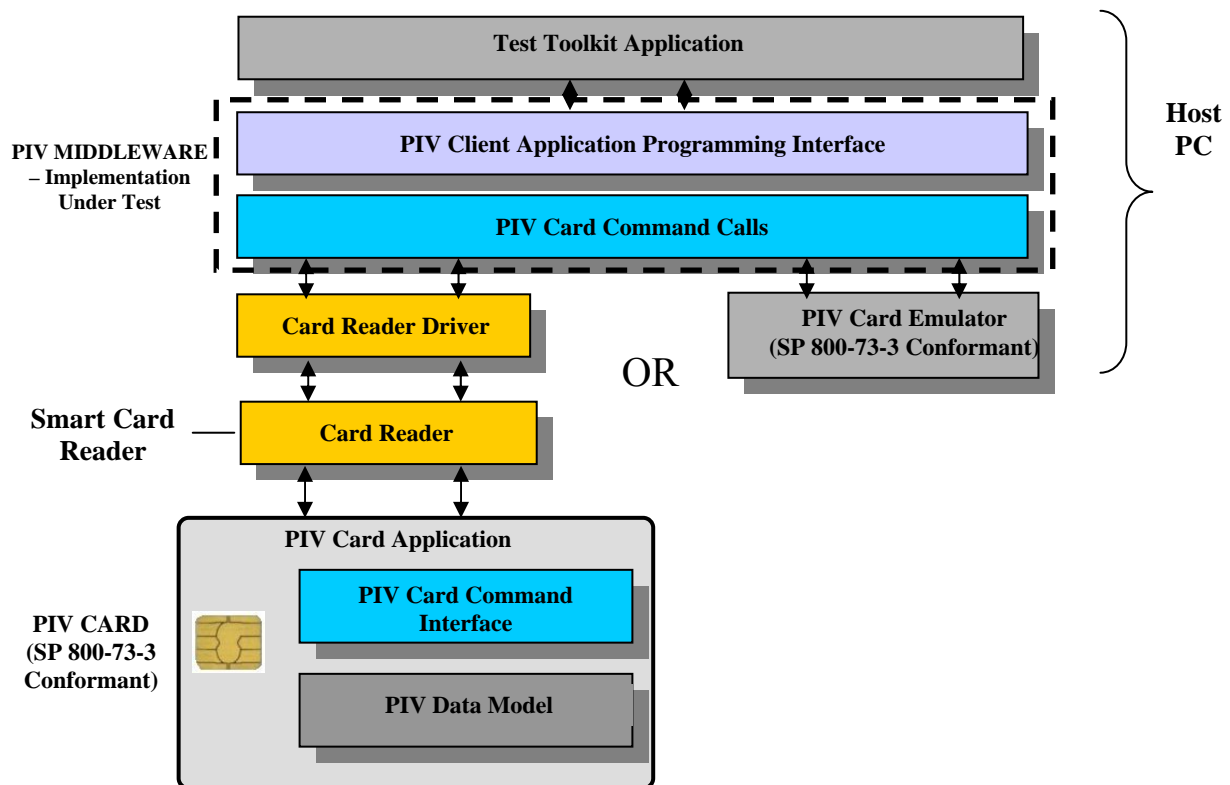 Test Toolkit Application
Host
PC
PIV MIDDLEWARE
– Implementation
Under Test
PIV Client Application Programming Interface
PIV Card Command Calls
Card Reader Driver
OR
PIV Card Emulator
(SP 800-73-3 Conformant)
Smart Card
Reader
Card Reader
PIV Card Application
PIV CARD
(SP 800-73-3
Conformant)
PIV Card Command
Interface
PIV Data Model